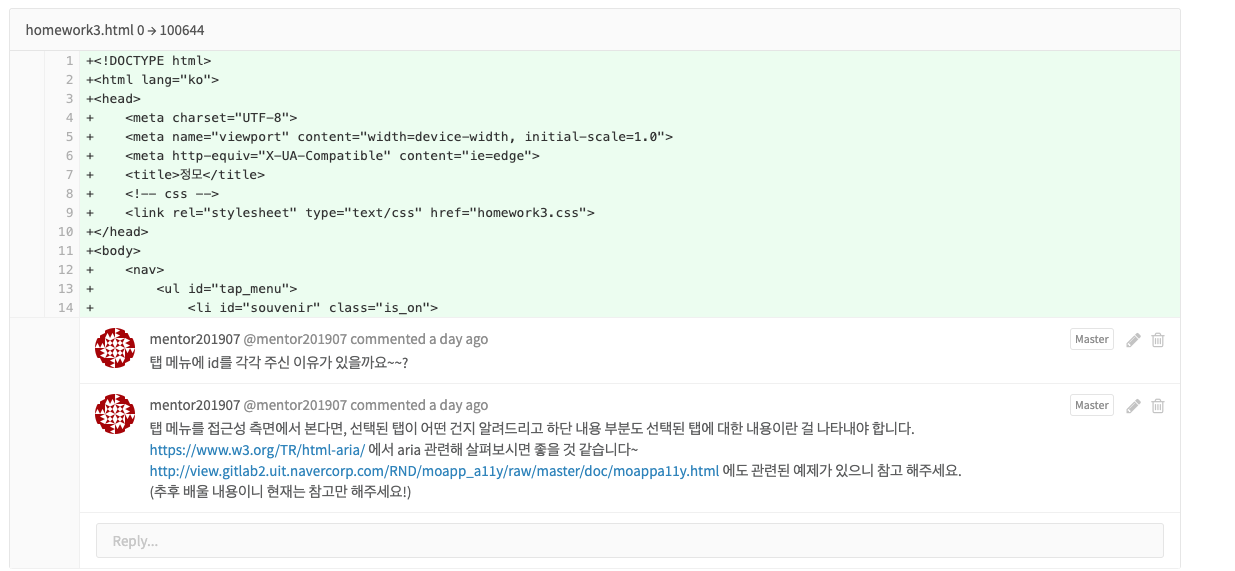 homework3.html 0 → 100644
1 +<!DOCTYPE html>
2 +<html lang="ko">
3 +<head>
4 +    <meta charset="UTF-8">
5 +    <meta name="viewport" content="width=device-width, initial-scale=1.0">
6 +    <meta http-equiv="X-UA-Compatible" content="ie=edge">
7 +    <title>정모</title>
8 +    <!-- css -->
9 +    <link rel="stylesheet" type="text/css" href="homework3.css">
10 +</head>
11 +<body>
12 +    <nav>
13 +        <ul id="tap_menu">
14 +            <li id="souvenir" class="is_on">
mentor201907 @mentor201907 commented a day ago Master
탭 메뉴에 id를 각각 주신 이유가 있을까요~~?
mentor201907 @mentor201907 commented a day ago Master
탭 메뉴를 접근성 측면에서 본다면, 선택된 탭이 어떤 건지 알려드리고 하단 내용 부분도 선택된 탭에 대한 내용이란 걸 나타내야 합니다.
https://www.w3.org/TR/html-aria/ 에서 aria 관련해 살펴보시면 좋을 것 같습니다~
http://view.gitlab2.uit.navercorp.com/RND/moapp_a11y/raw/master/doc/moappa11y.html 에도 관련된 예제가 있으니 참고 해주세요.
(추후 배울 내용이니 현재는 참고만 해주세요!)
Reply...